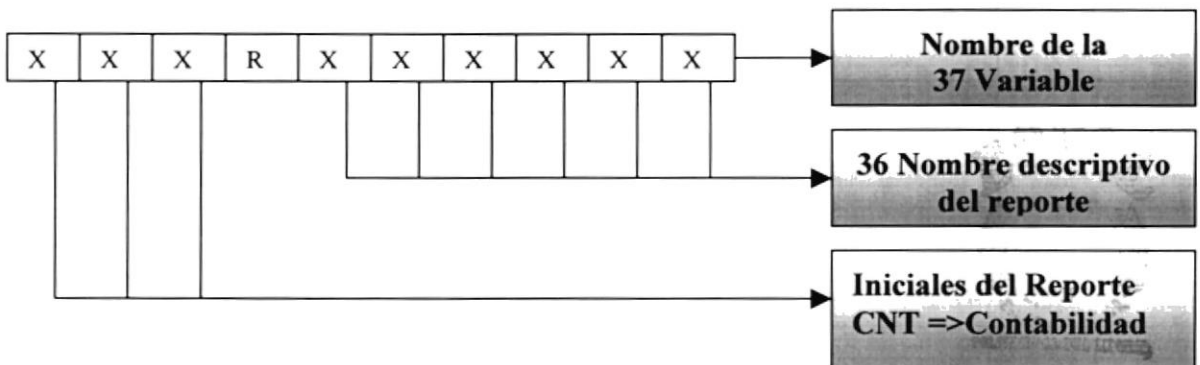 X X X R X X X X X X
Nombre de la
37 Variable
36 Nombre descriptivo
del reporte
Iniciales del Reporte
CNT =>Contabilidad